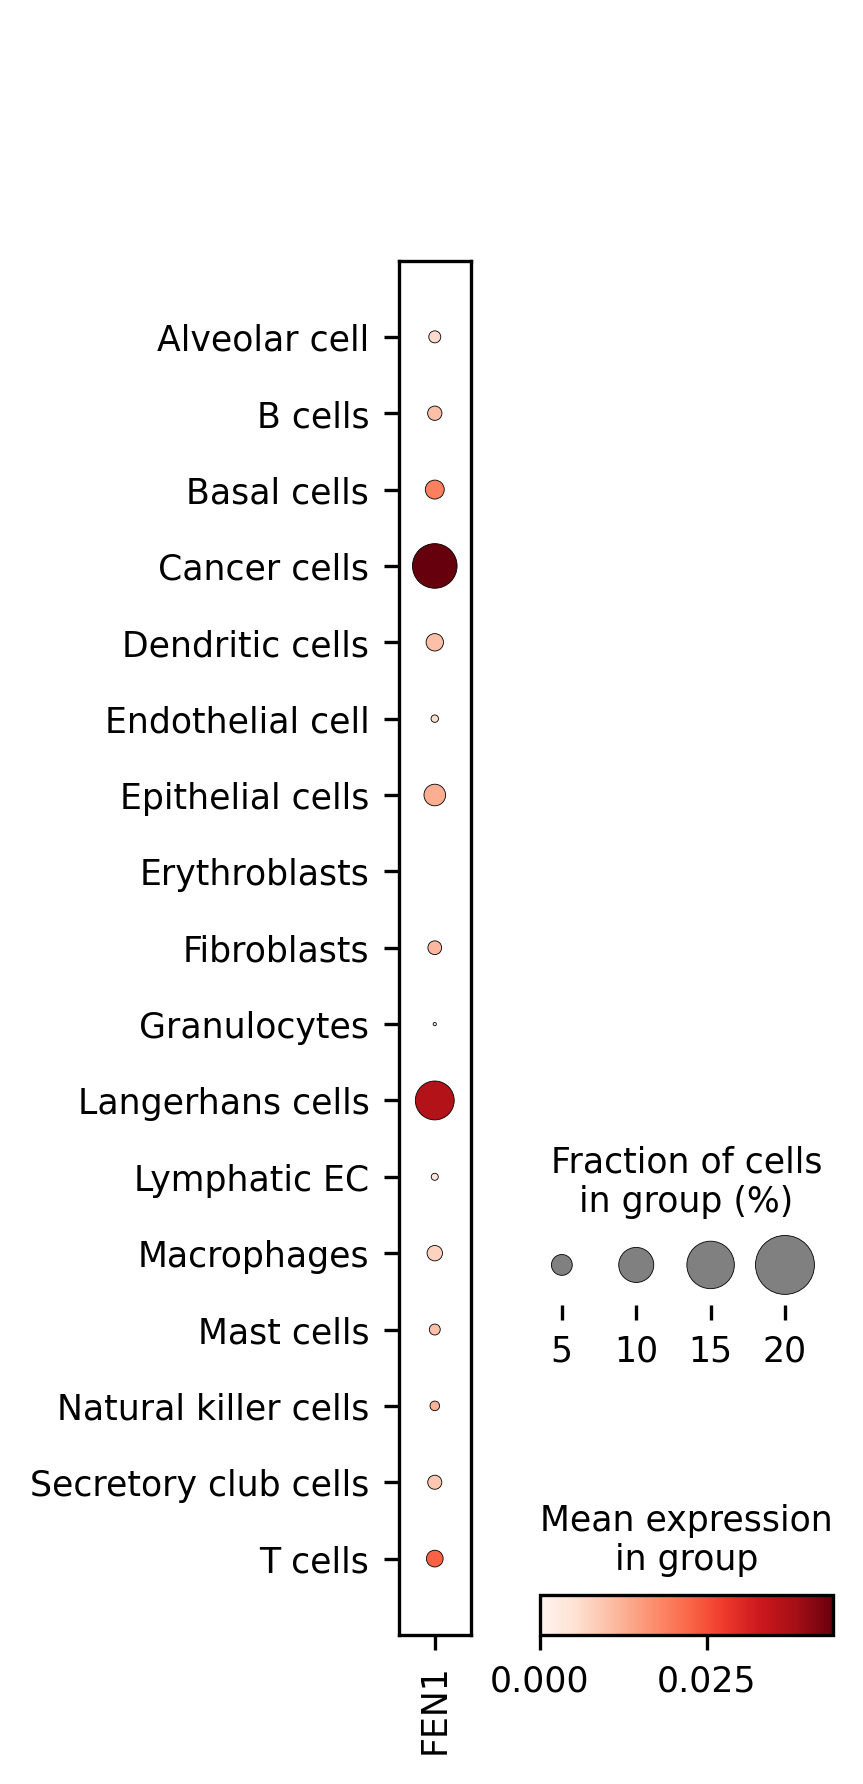 Alveolar cell
B cells
Basal cells
Cancer cells
Dendritic cells
Endothelial cell
Epithelial cells
Erythroblasts
Fibroblasts
Granulocytes
Langerhans cells
Lymphatic EC
Macrophages
Mast cells
Natural killer cells
Secretory club cells
T cells
FEN1
Fraction of cells
in group (%)
5 10 15 20
Mean expression
in group
0.000 0.025